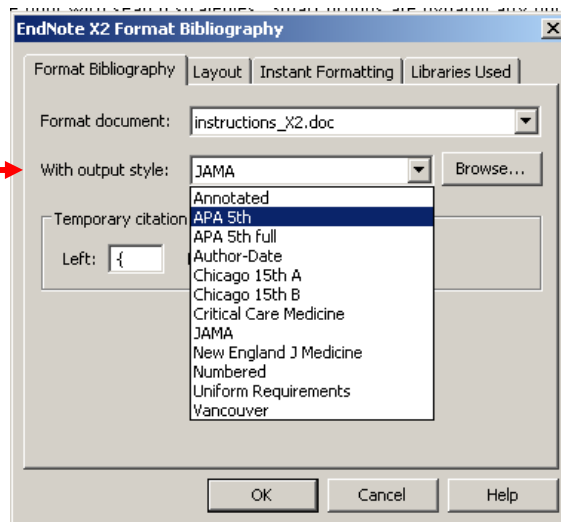 EndNote X2 Format Bibliography
Format Bibliography Layout Instant Formatting Libraries Used
Format document: instructions_X2.doc
With output style: JAMA Browse...
Annotated
APA 5th
Temporary citation
APA 5th full
Author-Date
Left: {
Chicago 15th A
Chicago 15th B
Critical Care Medicine
JAMA
New England J Medicine
Numbered
Uniform Requirements
Vancouver
OK Cancel Help